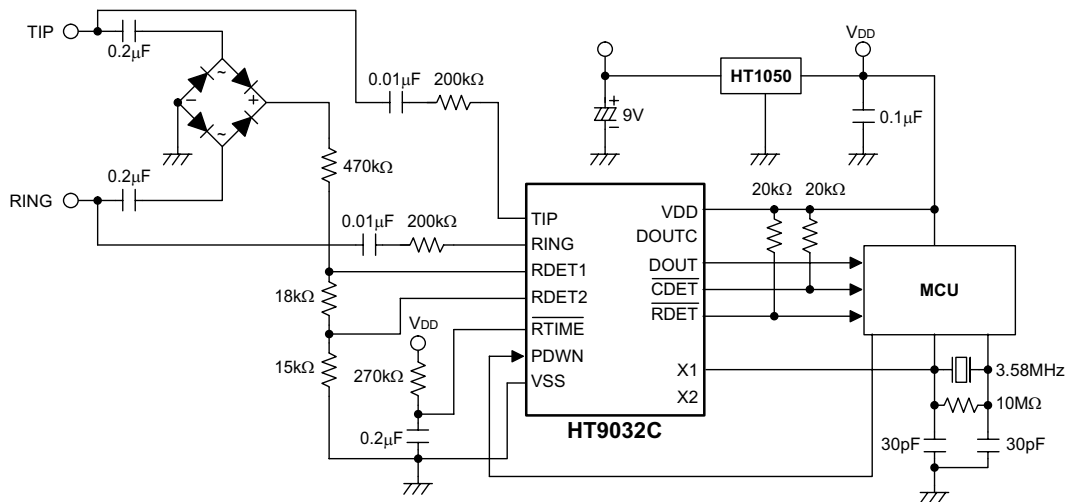 TIP
0.2μF
0.01μF 200kΩ
HT1050
VDD
9V
0.1μF
~
− +
~
+
−
470kΩ
0.2μF
RING
0.01μF 200kΩ
20kΩ 20kΩ
TIP
RING
RDET1
RDET2
RTIME
PDWN
VSS
VDD
DOUTC
DOUT
CDET
RDET
X1
X2
HT9032C
MCU
18kΩ
15kΩ
VDD
270kΩ
0.2μF
3.58MHz
10MΩ
30pF 30pF